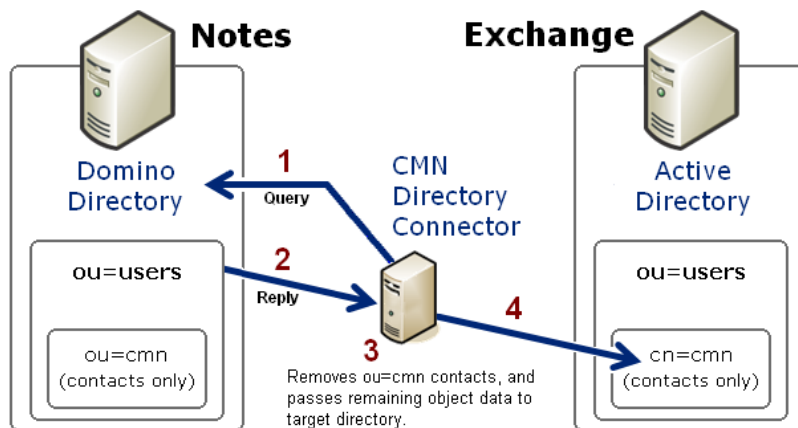 Notes
Exchange
Domino
Directory
1
Query
CMN
Directory
Connector
Active
Directory
ou=users
2
Reply
ou=users
4
ou=cmn
(contacts only)
3
cn=cmn
(contacts only)
Removes ou=cmn contacts, and
passes remaining object data to
target directory.